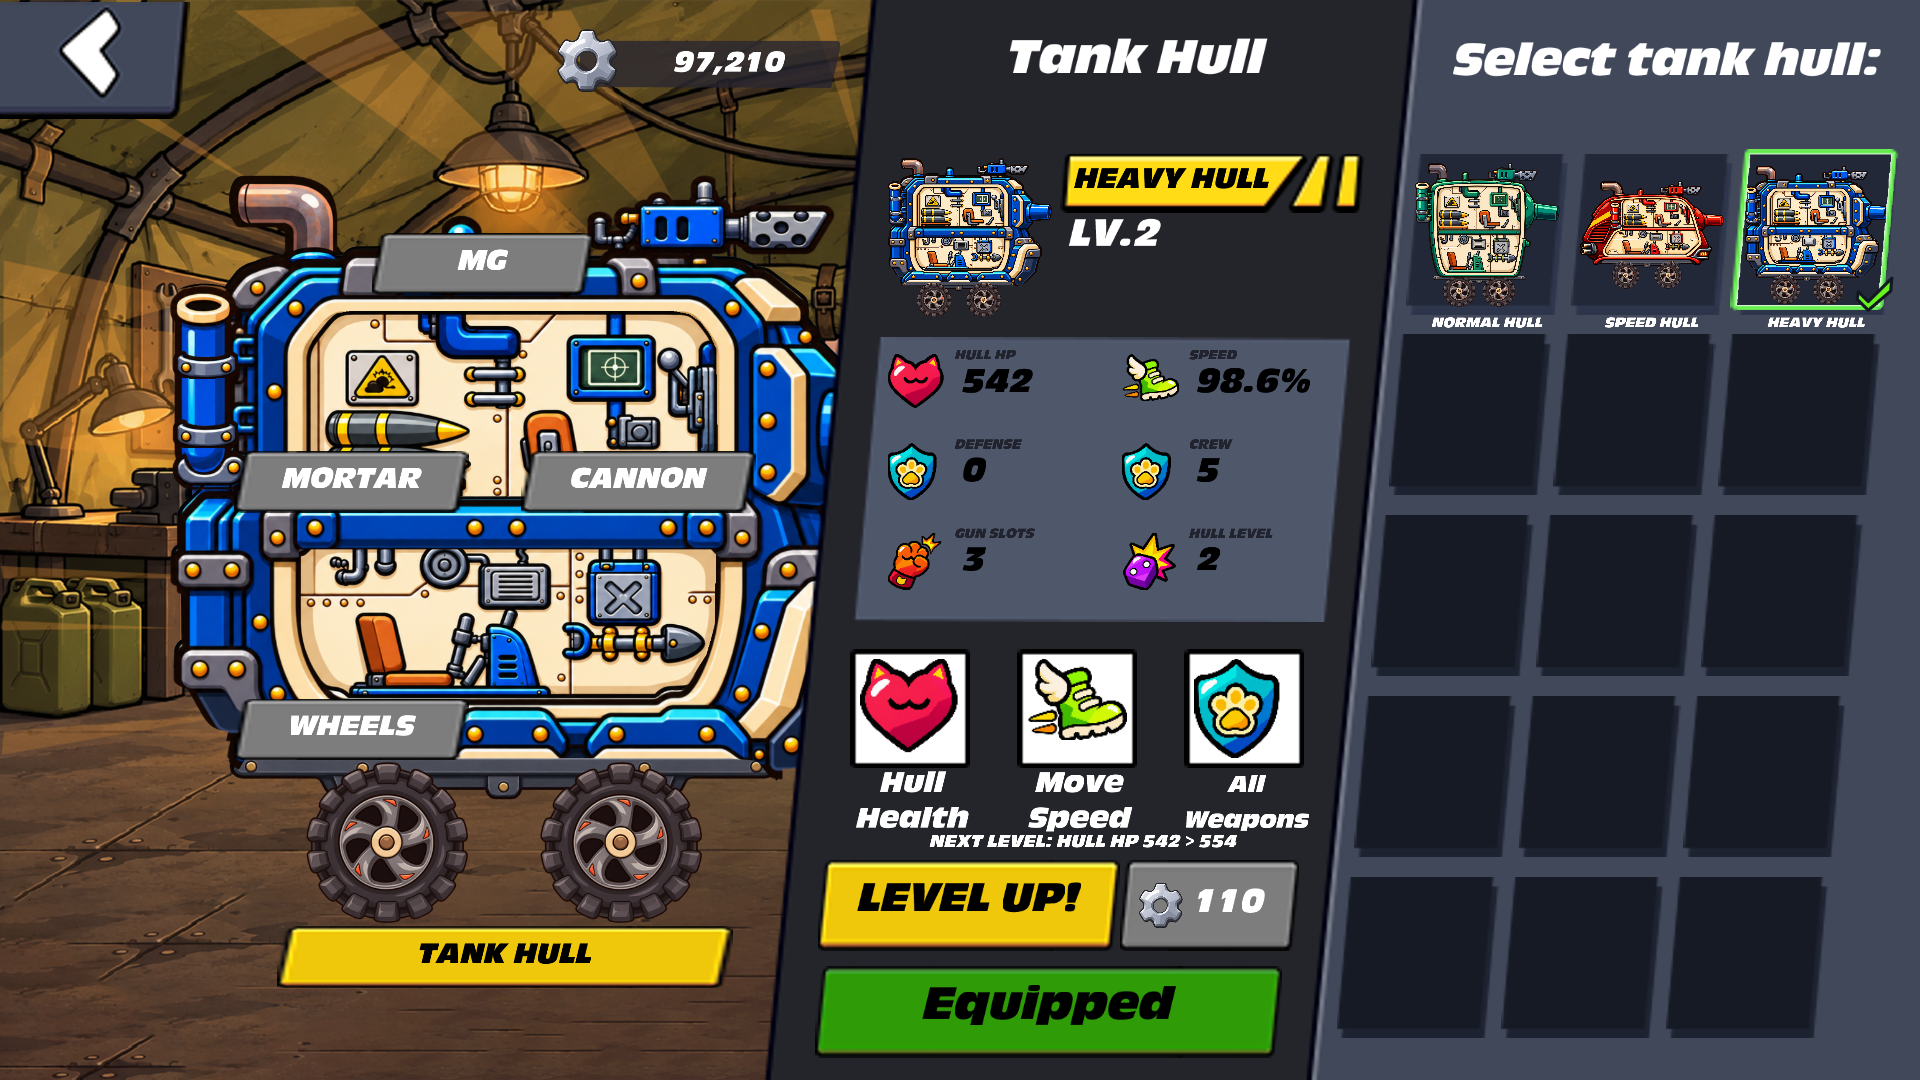 97,210
MG
MORTAR
CANNON
WHEELS
TANK HULL
Tank Hull
HEAVY HULL
LV.2
HULL HP
542
SPEED
98.6%
DEFENSE
0
CREW
5
GUN SLOTS
3
HULL LEVEL
2
Hull
Health
Move
Speed
All
Weapons
NEXT LEVEL: HULL HP 542 > 554
LEVEL UP!
110
Equipped
Select tank hull:
NORMAL HULL
SPEED HULL
HEAVY HULL